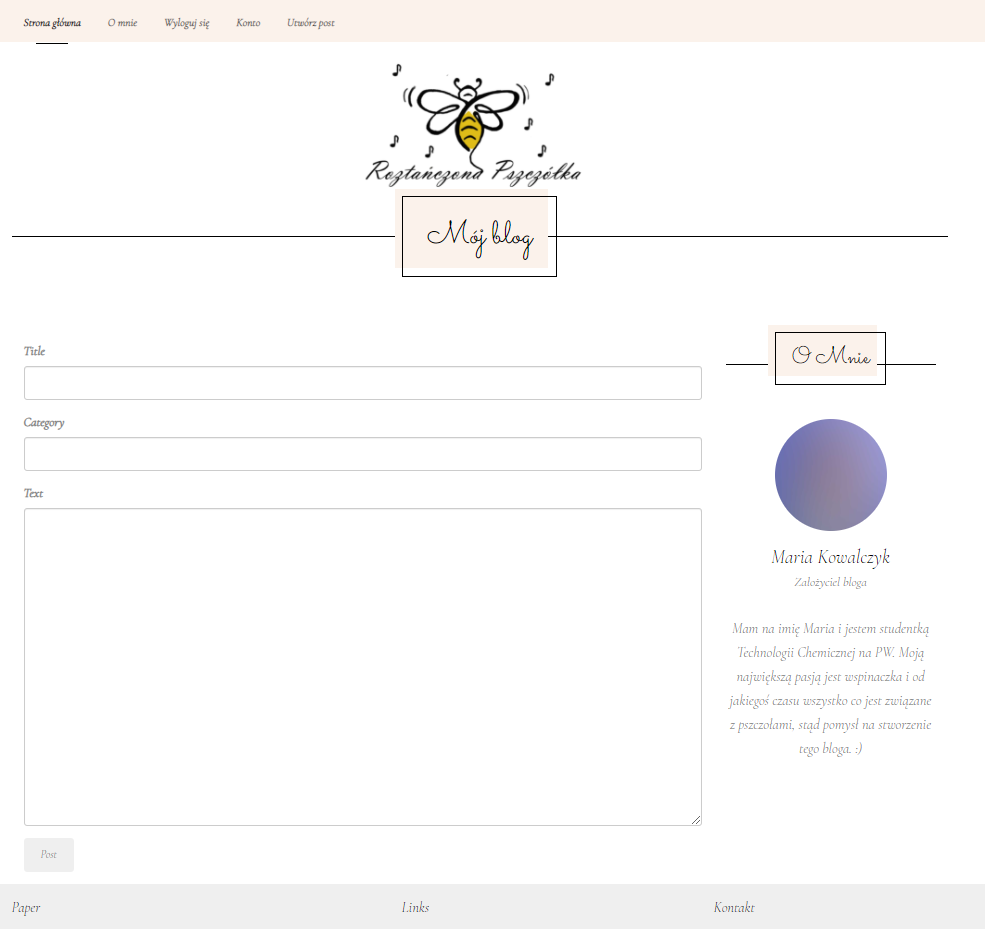 Strona główna O mnie Wyloguj się Konto Utwórz post
Roztańczona Pszczółka
Mój blog
Title
Category
Text
Post
O Mnie
Maria Kowalczyk
Założyciel bloga
Mam na imię Maria i jestem studentką
Technologii Chemicznej na PW. Moją
największą pasją jest wspinaczka i od
jakiegoś czasu wszystko co jest związane
z pszczołami, stąd pomysł na stworzenie
tego bloga. :)
Paper Links Kontakt